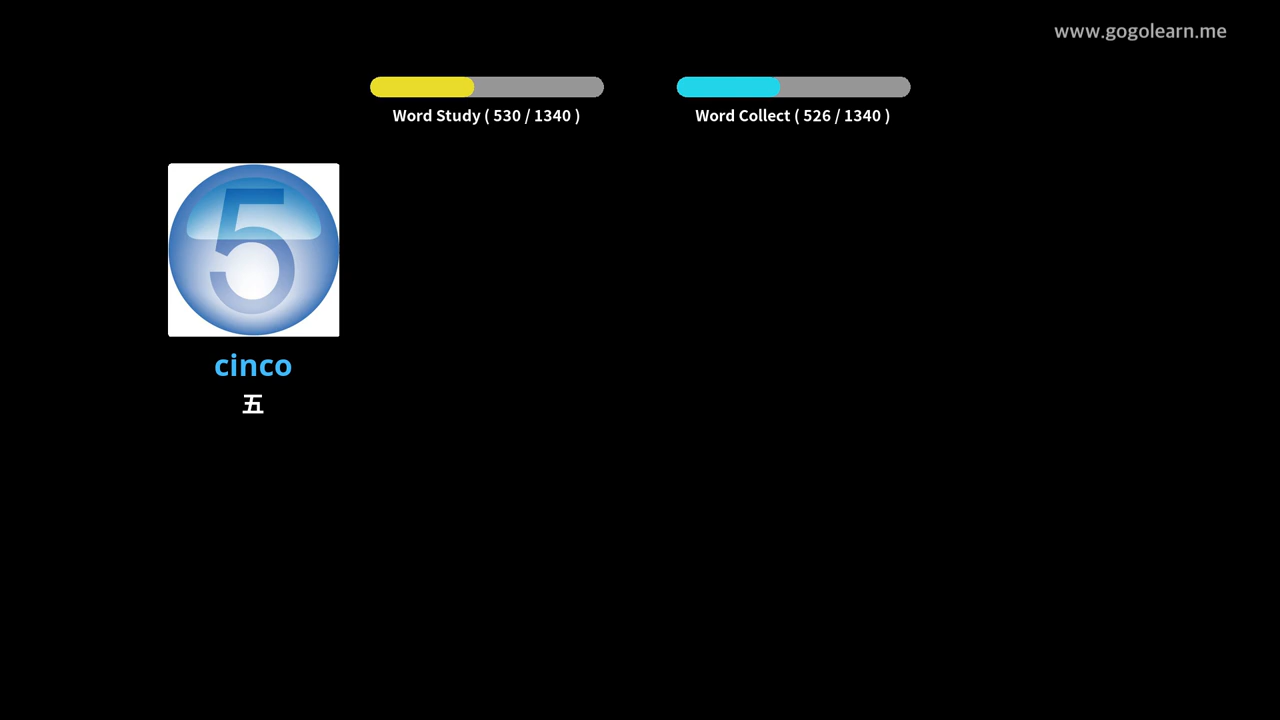 www.gogolearn.me
Word Study ( 530 / 1340 )
Word Collect ( 526 / 1340 )
5
cinco
五